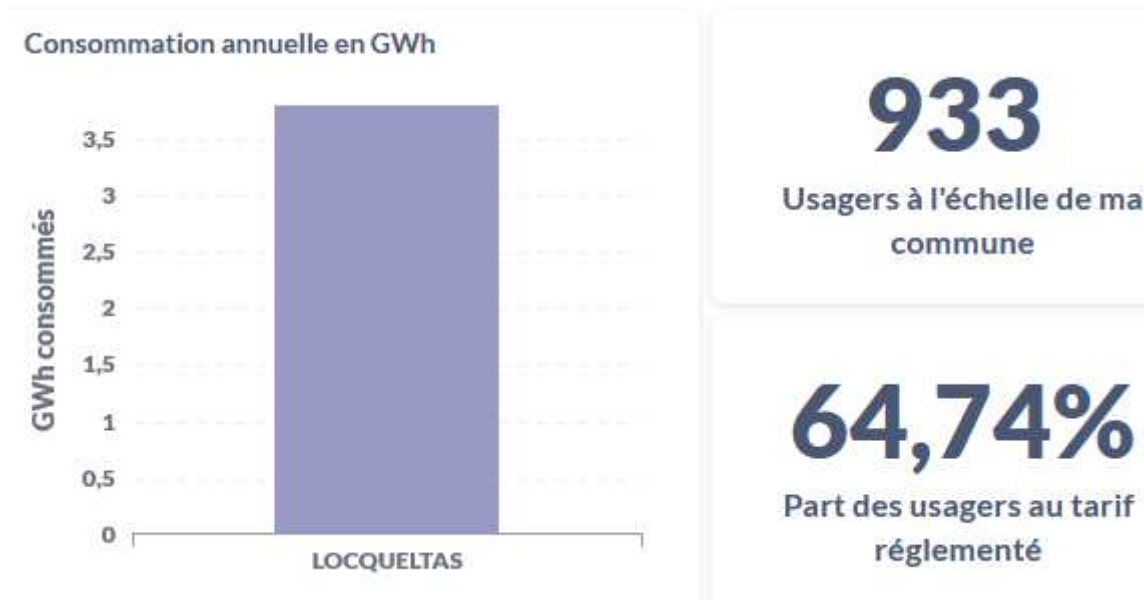 Consommation annuelle en GWh
GWh consommés
3,5
3
2,5
2
1,5
1
0,5
0
LOCQUELTAS
933
Usagers à l'échelle de ma
commune
64,74%
Part des usagers au tarif
réglementé